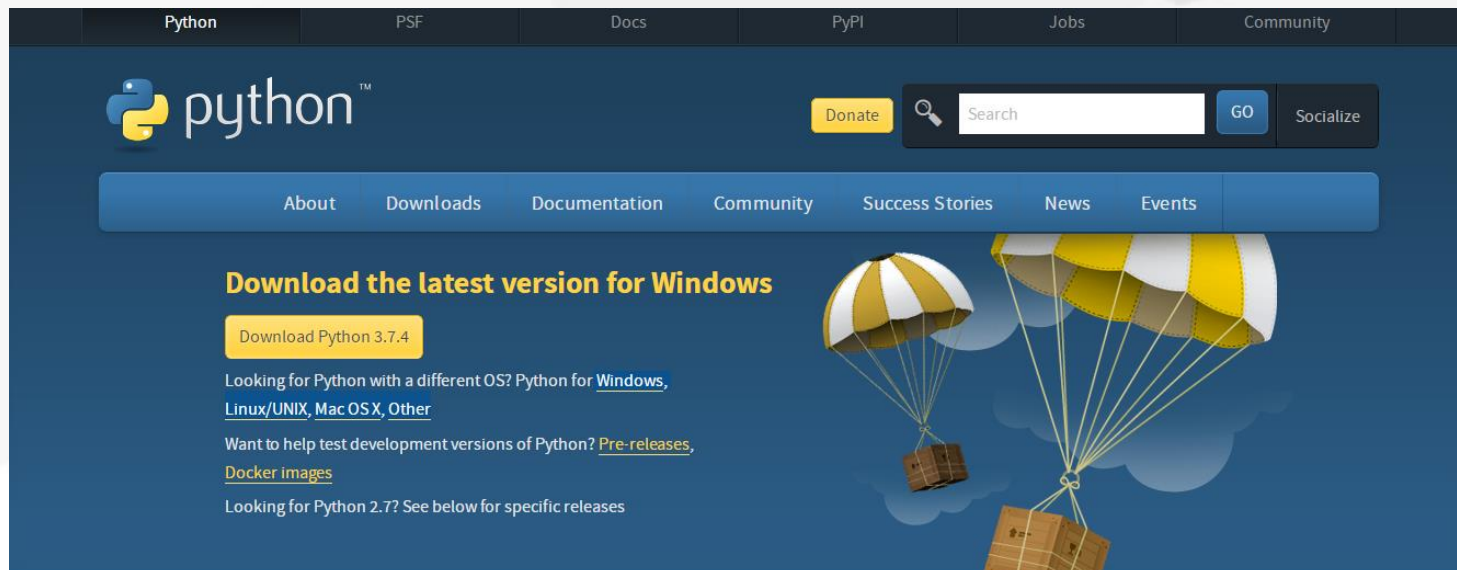 Python PSF Docs PyPI Jobs Community
python™
Donate Search GO Socialize
About Downloads Documentation Community Success Stories News Events
Download the latest version for Windows
Download Python 3.7.4
Looking for Python with a different OS? Python for Windows,
Linux/UNIX, Mac OS X, Other
Want to help test development versions of Python? Pre-releases,
Docker images
Looking for Python 2.7? See below for specific releases